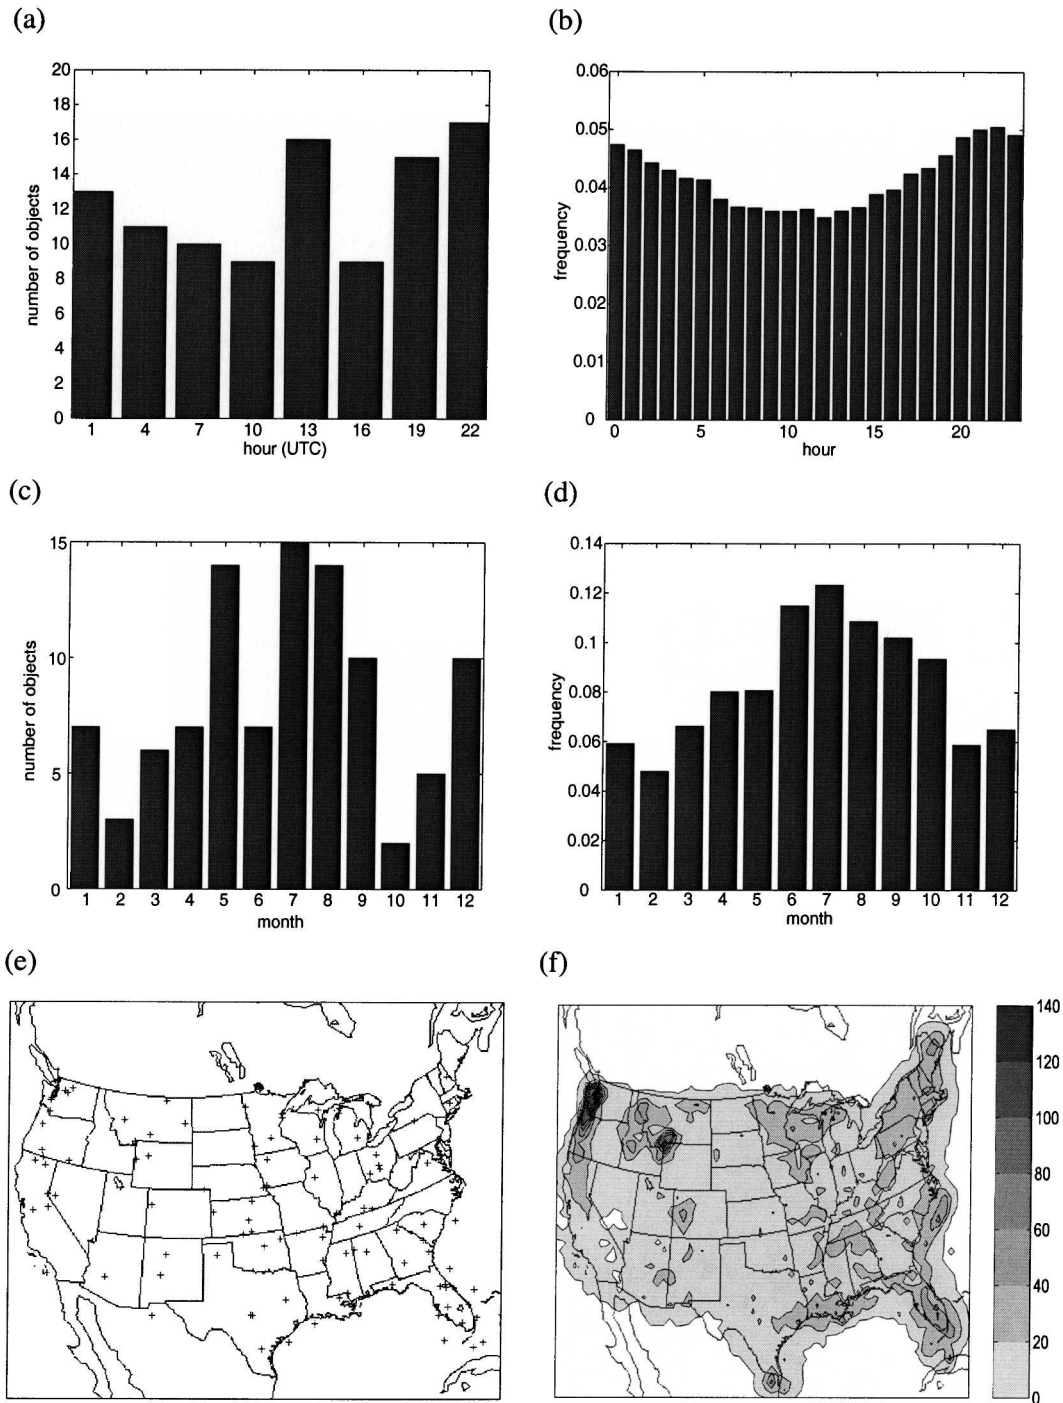 (a)
20
18
16
14
12
10
8
6
4
2
0
number of objects
1 4 7 10 13 16 19 22
hour (UTC)
(b)
0.06
0.05
0.04
0.03
0.02
0.01
0
frequency
0 5 10 15 20
hour
(c)
15
10
5
0
number of objects
1 2 3 4 5 6 7 8 9 10 11 12
month
(d)
0.14
0.12
0.1
0.08
0.06
0.04
0.02
0
frequency
1 2 3 4 5 6 7 8 9 10 11 12
month
(e)
(f)
140
120
100
80
60
40
20
0